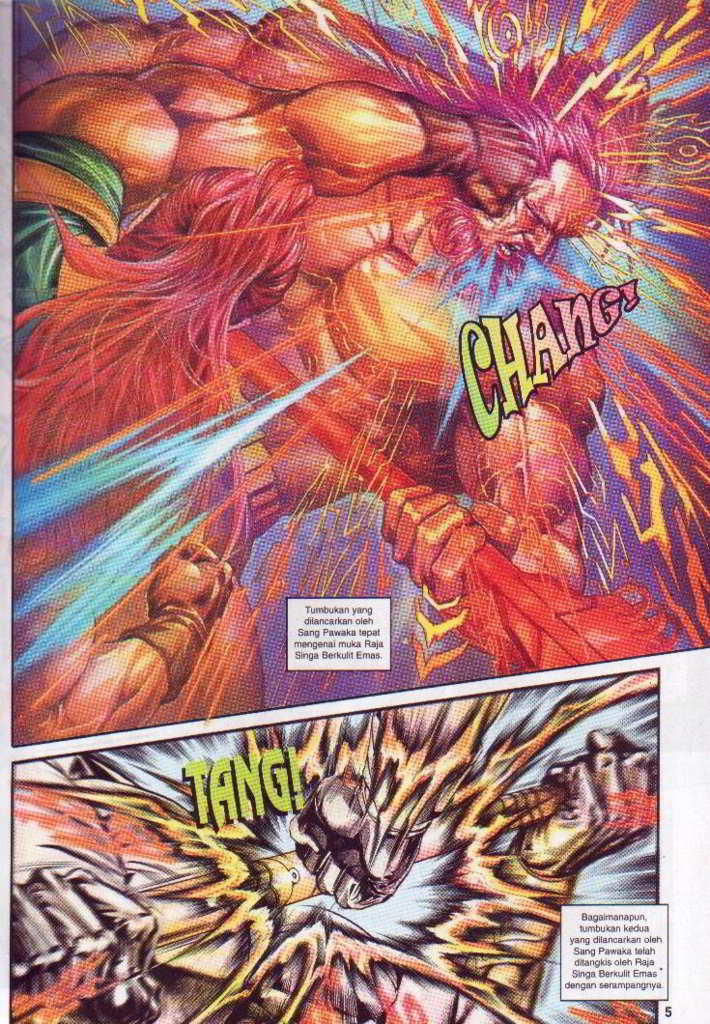 CHANG!
Tumbukan yang
dilancarkan oleh
Sang Pawaka tepat
mengenai muka Raja
Singa Berkulit Emas.
TANG!
Bagaimanapun,
tumbukan kedua
yang dilancarkan oleh
Sang Pawaka telah
ditangkis oleh Raja
Singa Berkulit Emas
dengan serampangnya.
5